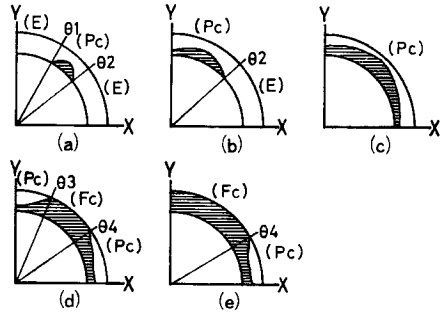 Y
(E)
θ1
(Pc)
θ2
(E)
X
(a)
Y
(Pc)
θ2
(E)
X
(b)
Y
(Pc)
X
(c)
Y
(Pc)
θ3
(Fc)
θ4
(Pc)
X
(d)
Y
(Fc)
θ4
(Pc)
X
(e)